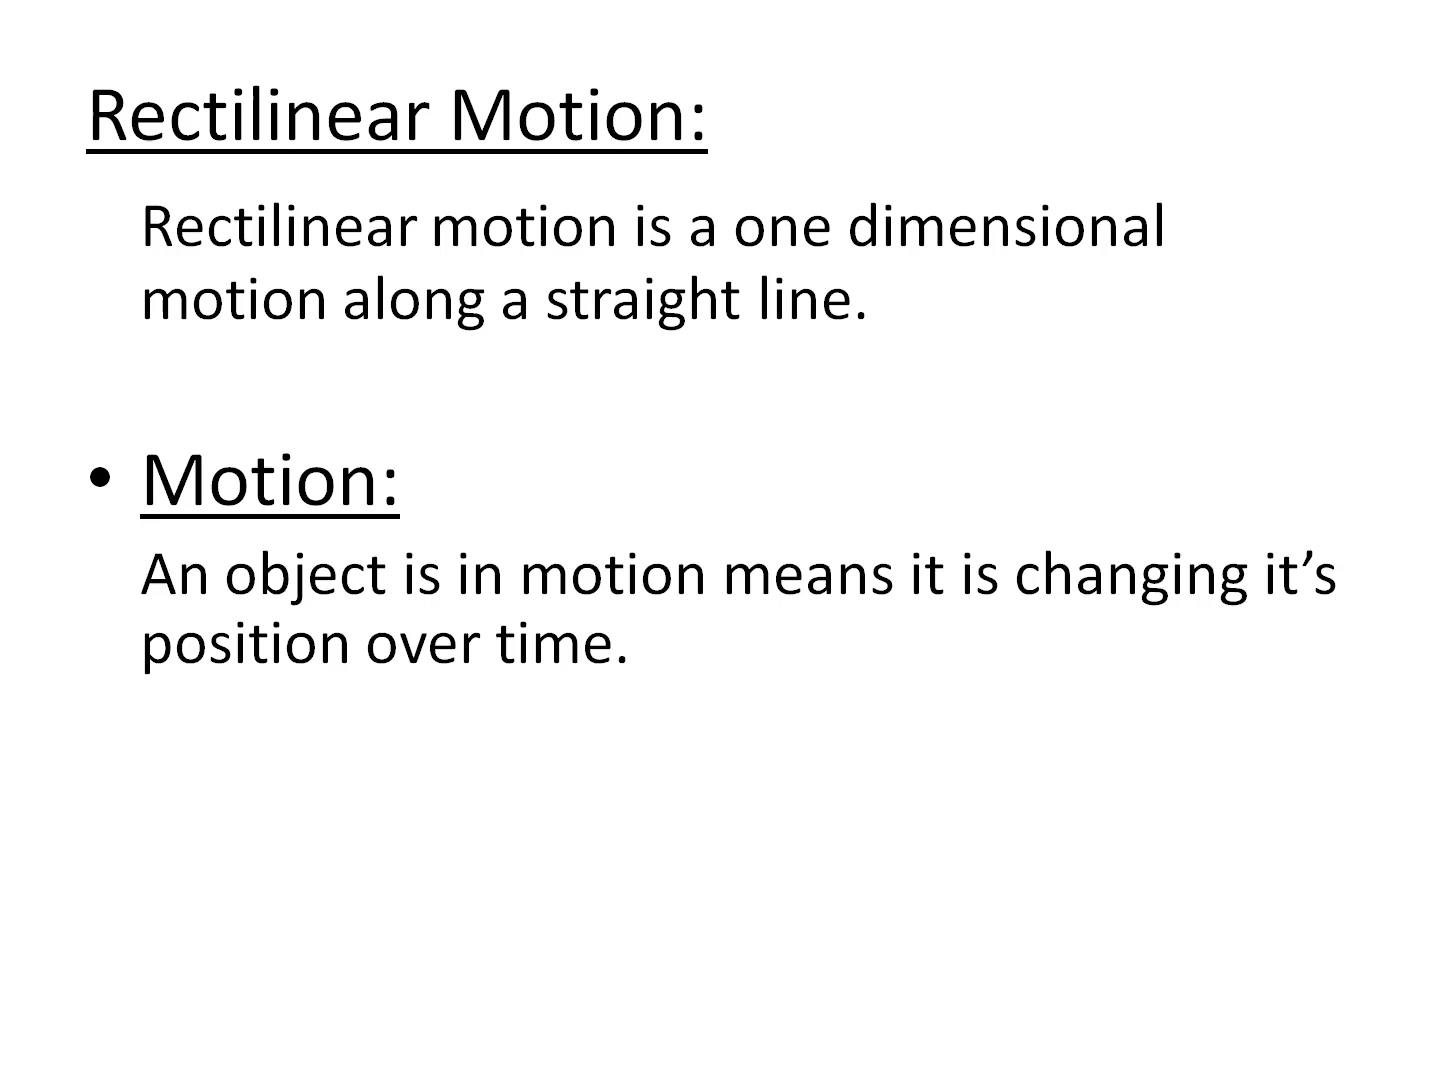 Rectilinear Motion:
Rectilinear motion is a one dimensional
motion along a straight line.
• Motion:
An object is in motion means it is changing it’s
position over time.